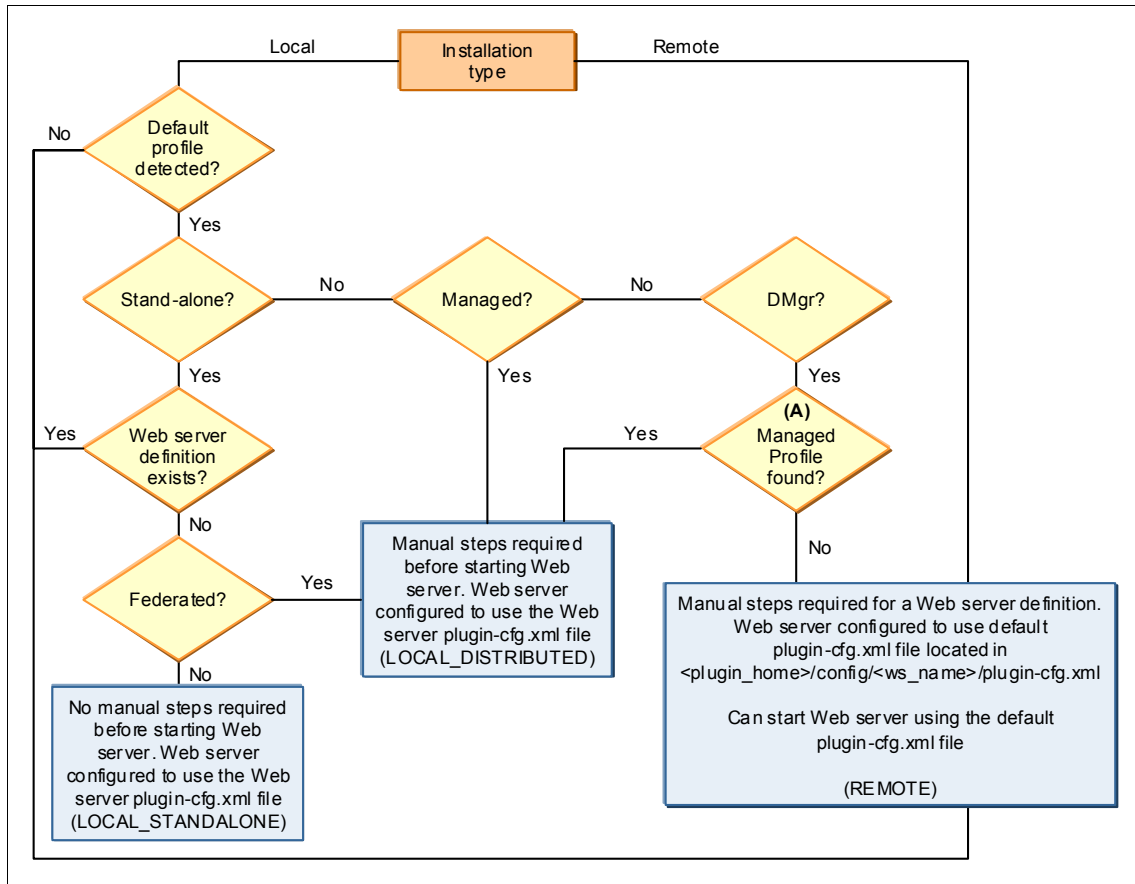 Local
Installation
type
Remote
No
Default
profile
detected?
Yes
Stand-alone?
No
Managed?
No
DMgr?
Yes
Yes
Yes
Yes
Web server
definition
exists?
Yes
(A)
Managed
Profile
found?
No
No
Federated?
Yes
Manual steps required
before starting Web
server. Web server
configured to use the Web
server plugin-cfg.xml file
(LOCAL_DISTRIBUTED)
Manual steps required for a Web server definition.
Web server configured to use default
plugin-cfg.xml file located in
<plugin_home>/config/<ws_name>/plugin-cfg.xml
Can start Web server using the default
plugin-cfg.xml file
(REMOTE)
No
No manual steps required
before starting Web
server. Web server
configured to use the Web
server plugin-cfg.xml file
(LOCAL_STANDALONE)